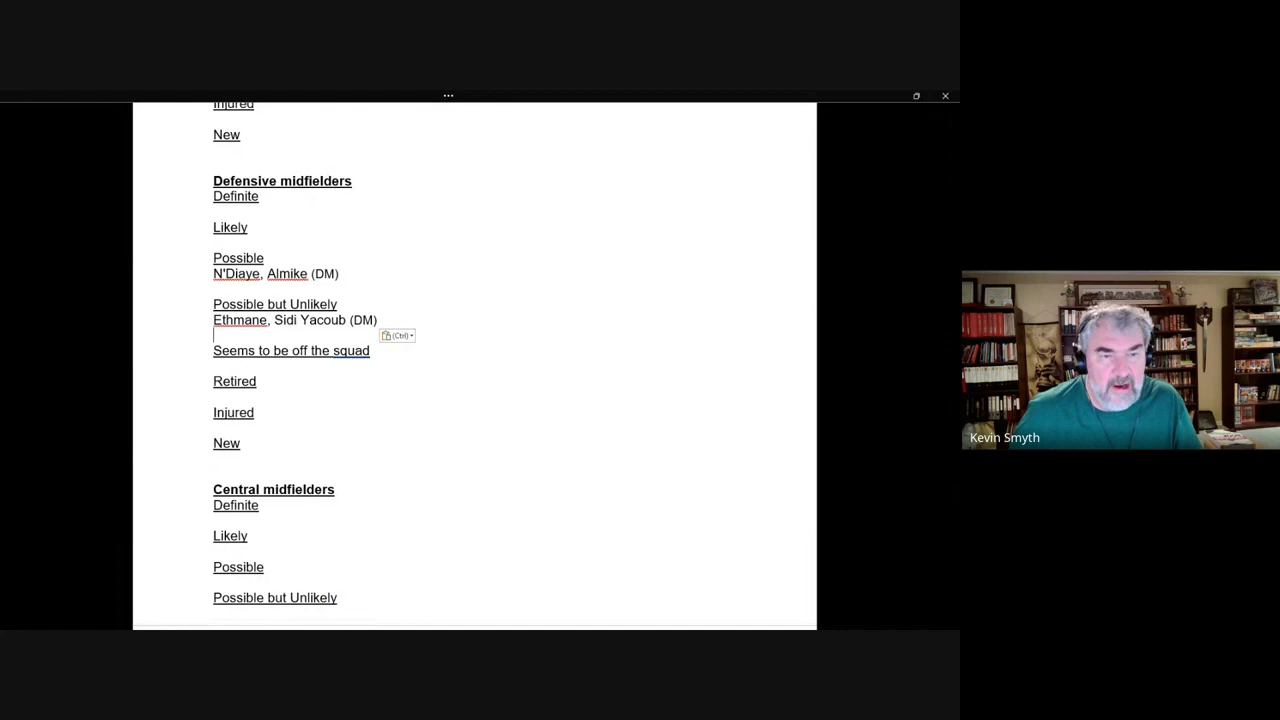 Injured
New
Defensive midfielders
Definite
Likely
Possible
N'Diaye, Almike (DM)
Possible but Unlikely
Ethmane, Sidi Yacoub (DM)
(Ctrl)
Seems to be off the squad
Retired
Injured
New
Central midfielders
Definite
Likely
Possible
Possible but Unlikely
Kevin Smyth